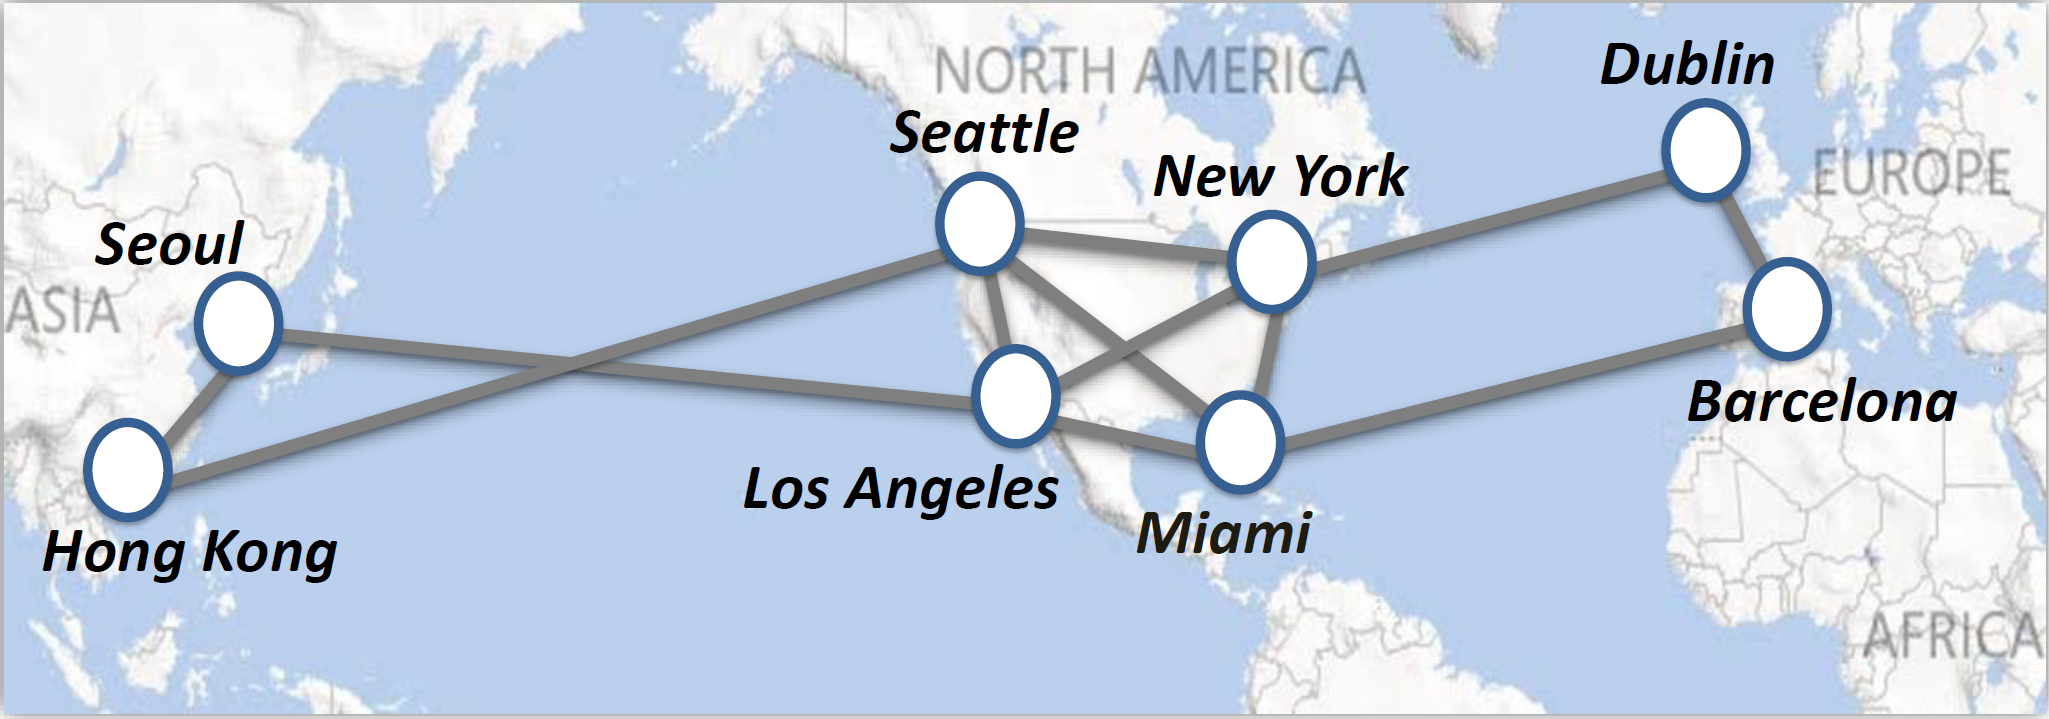 NORTH AMERICA
Dublin
Seattle
New York
EUROPE
Seoul
ASIA
Barcelona
Los Angeles
Miami
Hong Kong
AFRICA